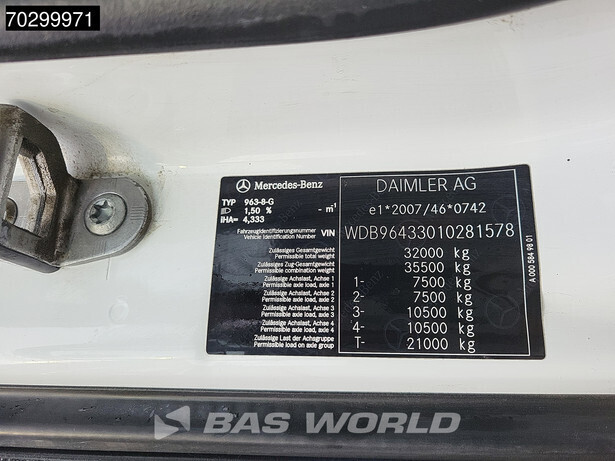 70299971
Mercedes-Benz
DAIMLER AG
TYP 963-8-G
1,50 % - m⁻¹
IHA= 4,333
e1*2007/46*0742
Fahrzeugidentifizierungsnummer
Vehicle Identification Number VIN
WDB96433010281578
Zulässiges Gesamtgewicht
Permissible total weight
32000 kg
Zulässiges Zug-Gesamtgewicht
Permissible combination weight
35500 kg
Zulässige Achslast, Achse 1
Permiss. axle load, axle 1
1- 7500 kg
Zulässige Achslast, Achse 2
Permiss. axle load, axle 2
2- 7500 kg
Zulässige Achslast, Achse 3
Permiss. axle load, axle 3
3- 10500 kg
Zulässige Achslast, Achse 4
Permiss. axle load, axle 4
4- 10500 kg
Zulässige Last der Achsgruppe
Permissible load on axle group
T- 21000 kg
A 000 584 98 01
BAS WORLD